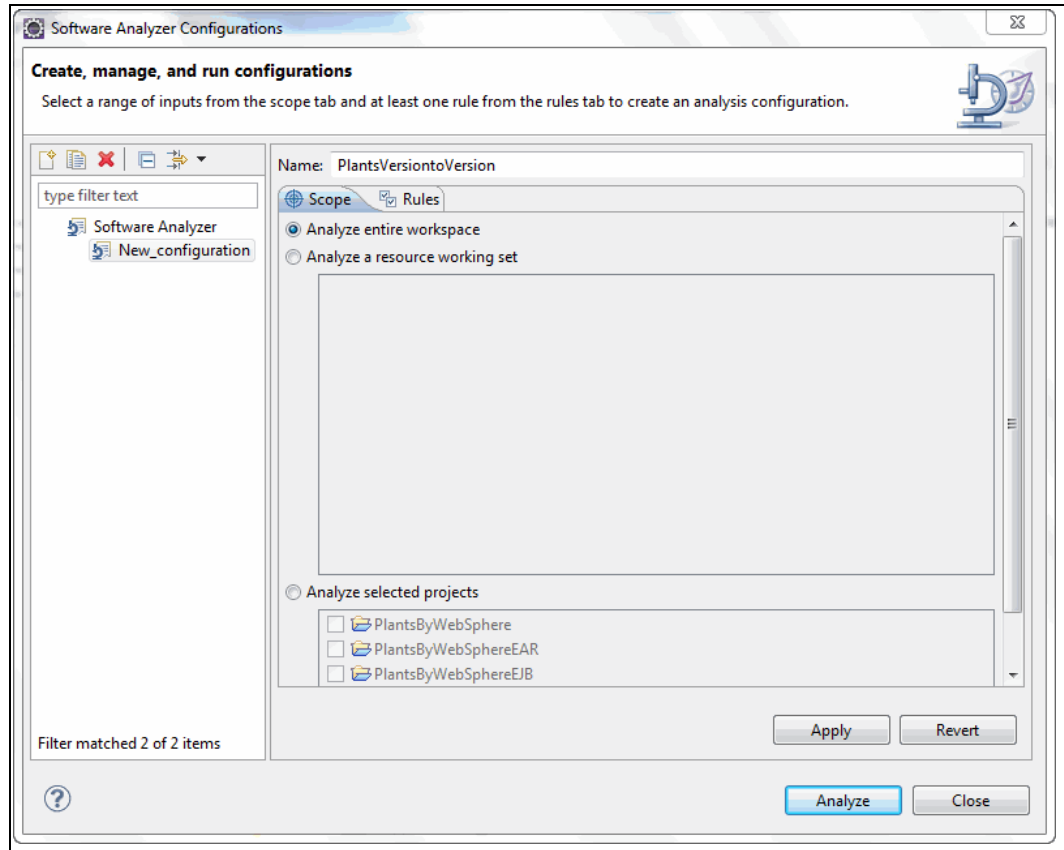 Software Analyzer Configurations
Create, manage, and run configurations
Select a range of inputs from the scope tab and at least one rule from the rules tab to create an analysis configuration.
Name: PlantsVersiontoVersion
type filter text
Scope Rules
Software Analyzer
New_configuration
Analyze entire workspace
Analyze a resource working set
Analyze selected projects
PlantsByWebSphere
PlantsByWebSphereEAR
PlantsByWebSphereEJB
Filter matched 2 of 2 items
Apply Revert
Analyze Close